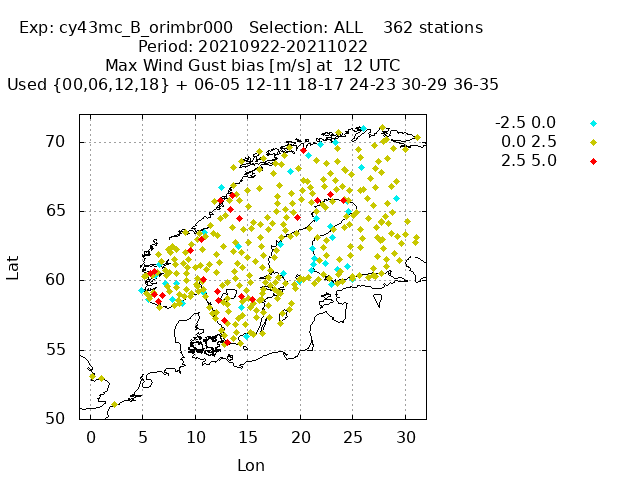 Exp: cy43mc_B_orimbr000   Selection: ALL    362 stations
Period: 20210922-20211022
Max Wind Gust bias [m/s] at  12 UTC
Used {00,06,12,18} + 06-05 12-11 18-17 24-23 30-29 36-35
-2.5 0.0
0.0 2.5
2.5 5.0
70
65
60
55
50
Lat
0 5 10 15 20 25 30
Lon